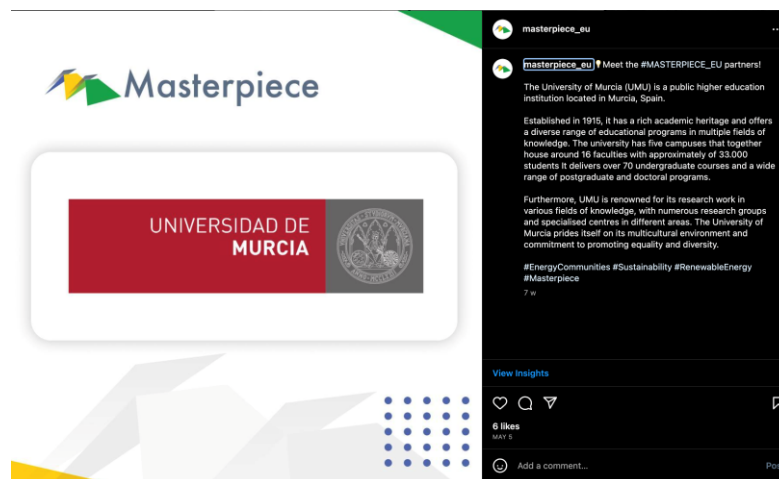 Masterpiece
UNIVERSIDAD DE
MURCIA
masterpiece_eu
masterpiece_eu Meet the #MASTERPIECE_EU partners!
The University of Murcia (UMU) is a public higher education
institution located in Murcia, Spain.
Established in 1915, it has a rich academic heritage and offers
a diverse range of educational programs in multiple fields of
knowledge. The university has five campuses that together
house around 16 faculties with approximately of 33.000
students It delivers over 70 undergraduate courses and a wide
range of postgraduate and doctoral programs.
Furthermore, UMU is renowned for its research work in
various fields of knowledge, with numerous research groups
and specialised centres in different areas. The University of
Murcia prides itself on its multicultural environment and
commitment to promoting equality and diversity.
#EnergyCommunities #Sustainability #RenewableEnergy
#Masterpiece
7 w
View Insights
6 likes
MAY 5
Add a comment...